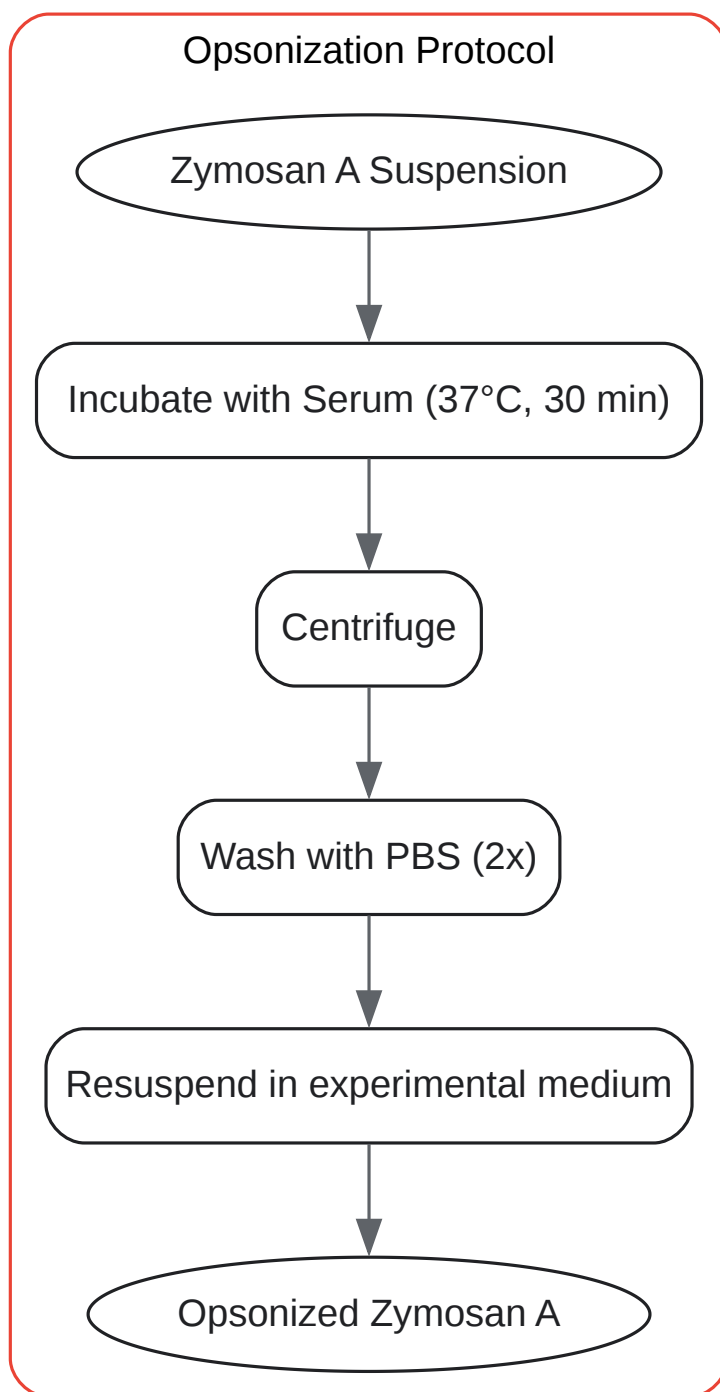 Opsonization Protocol
Zymosan A Suspension
Incubate with Serum (37°C, 30 min)
Centrifuge
Wash with PBS (2x)
Resuspend in experimental medium
Opsonized Zymosan A